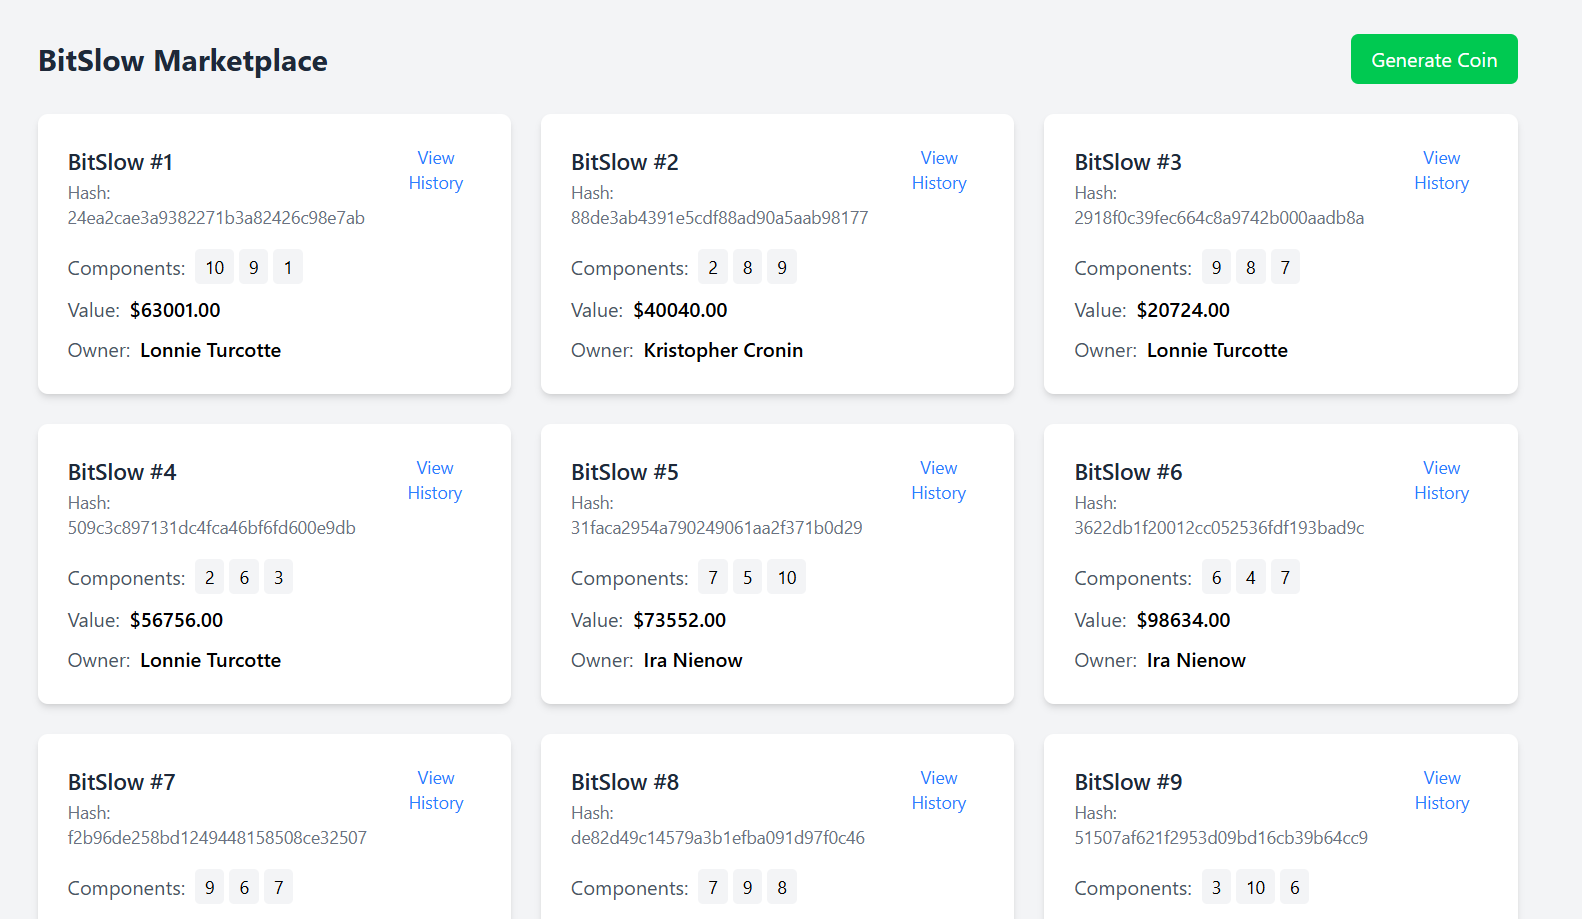 BitSlow Marketplace
Generate Coin
BitSlow #1
View
History
Hash:
24ea2cae3a9382271b3a82426c98e7ab
Components: 10 9 1
Value: $63001.00
Owner: Lonnie Turcotte
BitSlow #2
View
History
Hash:
88de3ab4391e5cdf88ad90a5aab98177
Components: 2 8 9
Value: $40040.00
Owner: Kristopher Cronin
BitSlow #3
View
History
Hash:
2918f0c39fec664c8a9742b000aadb8a
Components: 9 8 7
Value: $20724.00
Owner: Lonnie Turcotte
BitSlow #4
View
History
Hash:
509c3c897131dc4fca46bf6fd600e9db
Components: 2 6 3
Value: $56756.00
Owner: Lonnie Turcotte
BitSlow #5
View
History
Hash:
31faca2954a790249061aa2f371b0d29
Components: 7 5 10
Value: $73552.00
Owner: Ira Nienow
BitSlow #6
View
History
Hash:
3622db1f20012cc052536fdf193bad9c
Components: 6 4 7
Value: $98634.00
Owner: Ira Nienow
BitSlow #7
View
History
Hash:
f2b96de258bd1249448158508ce32507
Components: 9 6 7
BitSlow #8
View
History
Hash:
de82d49c14579a3b1efba091d97f0c46
Components: 7 9 8
BitSlow #9
View
History
Hash:
51507af621f2953d09bd16cb39b64cc9
Components: 3 10 6